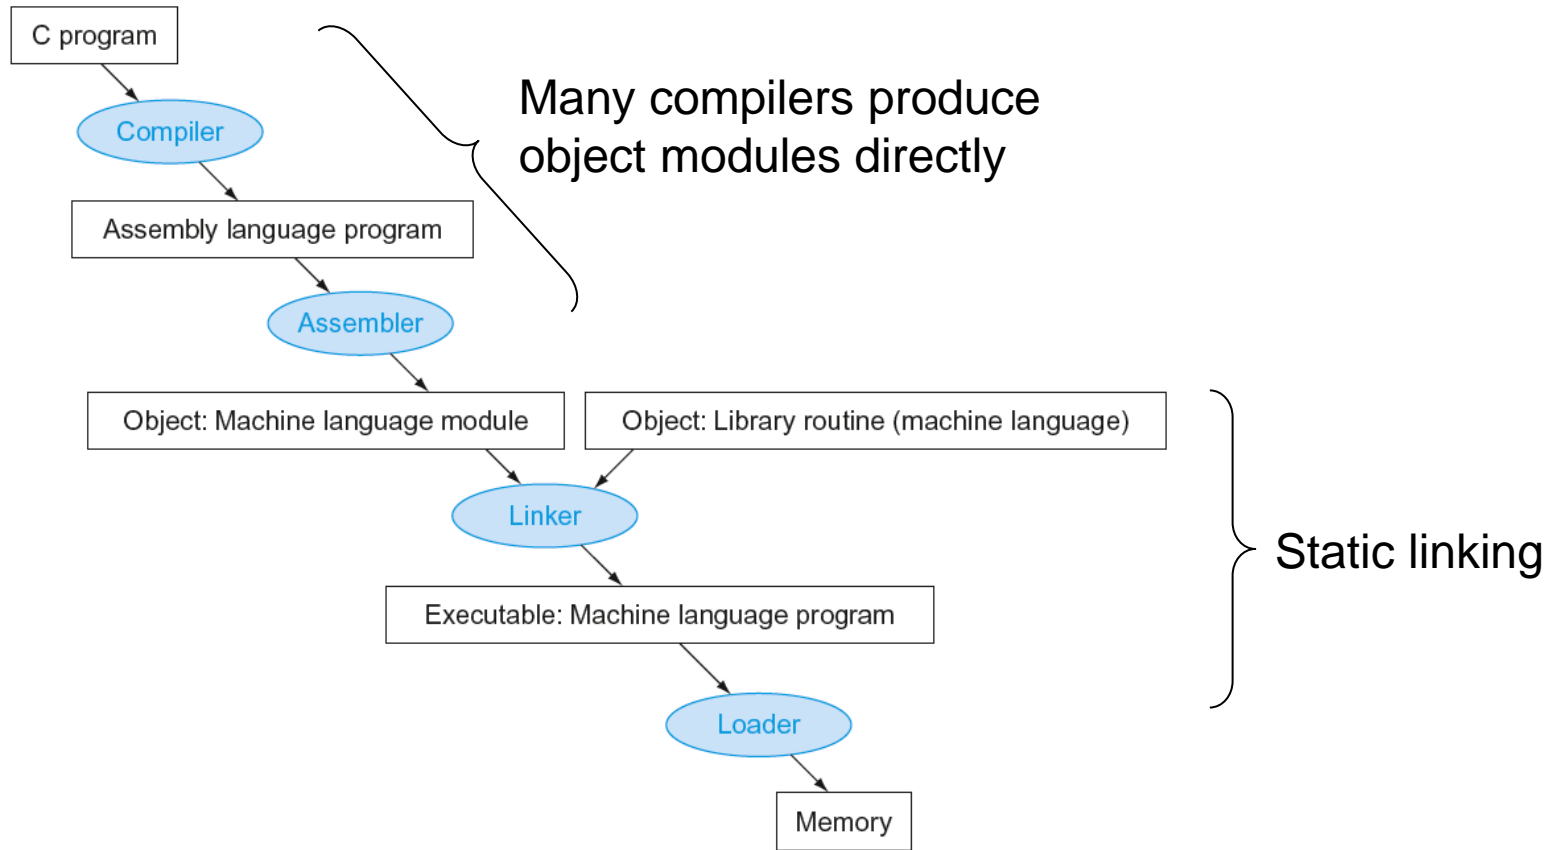 C program
Many compilers produce
object modules directly
Compiler
Assembly language program
Assembler
Object: Machine language module
Object: Library routine (machine language)
Linker
Static linking
Executable: Machine language program
Loader
Memory